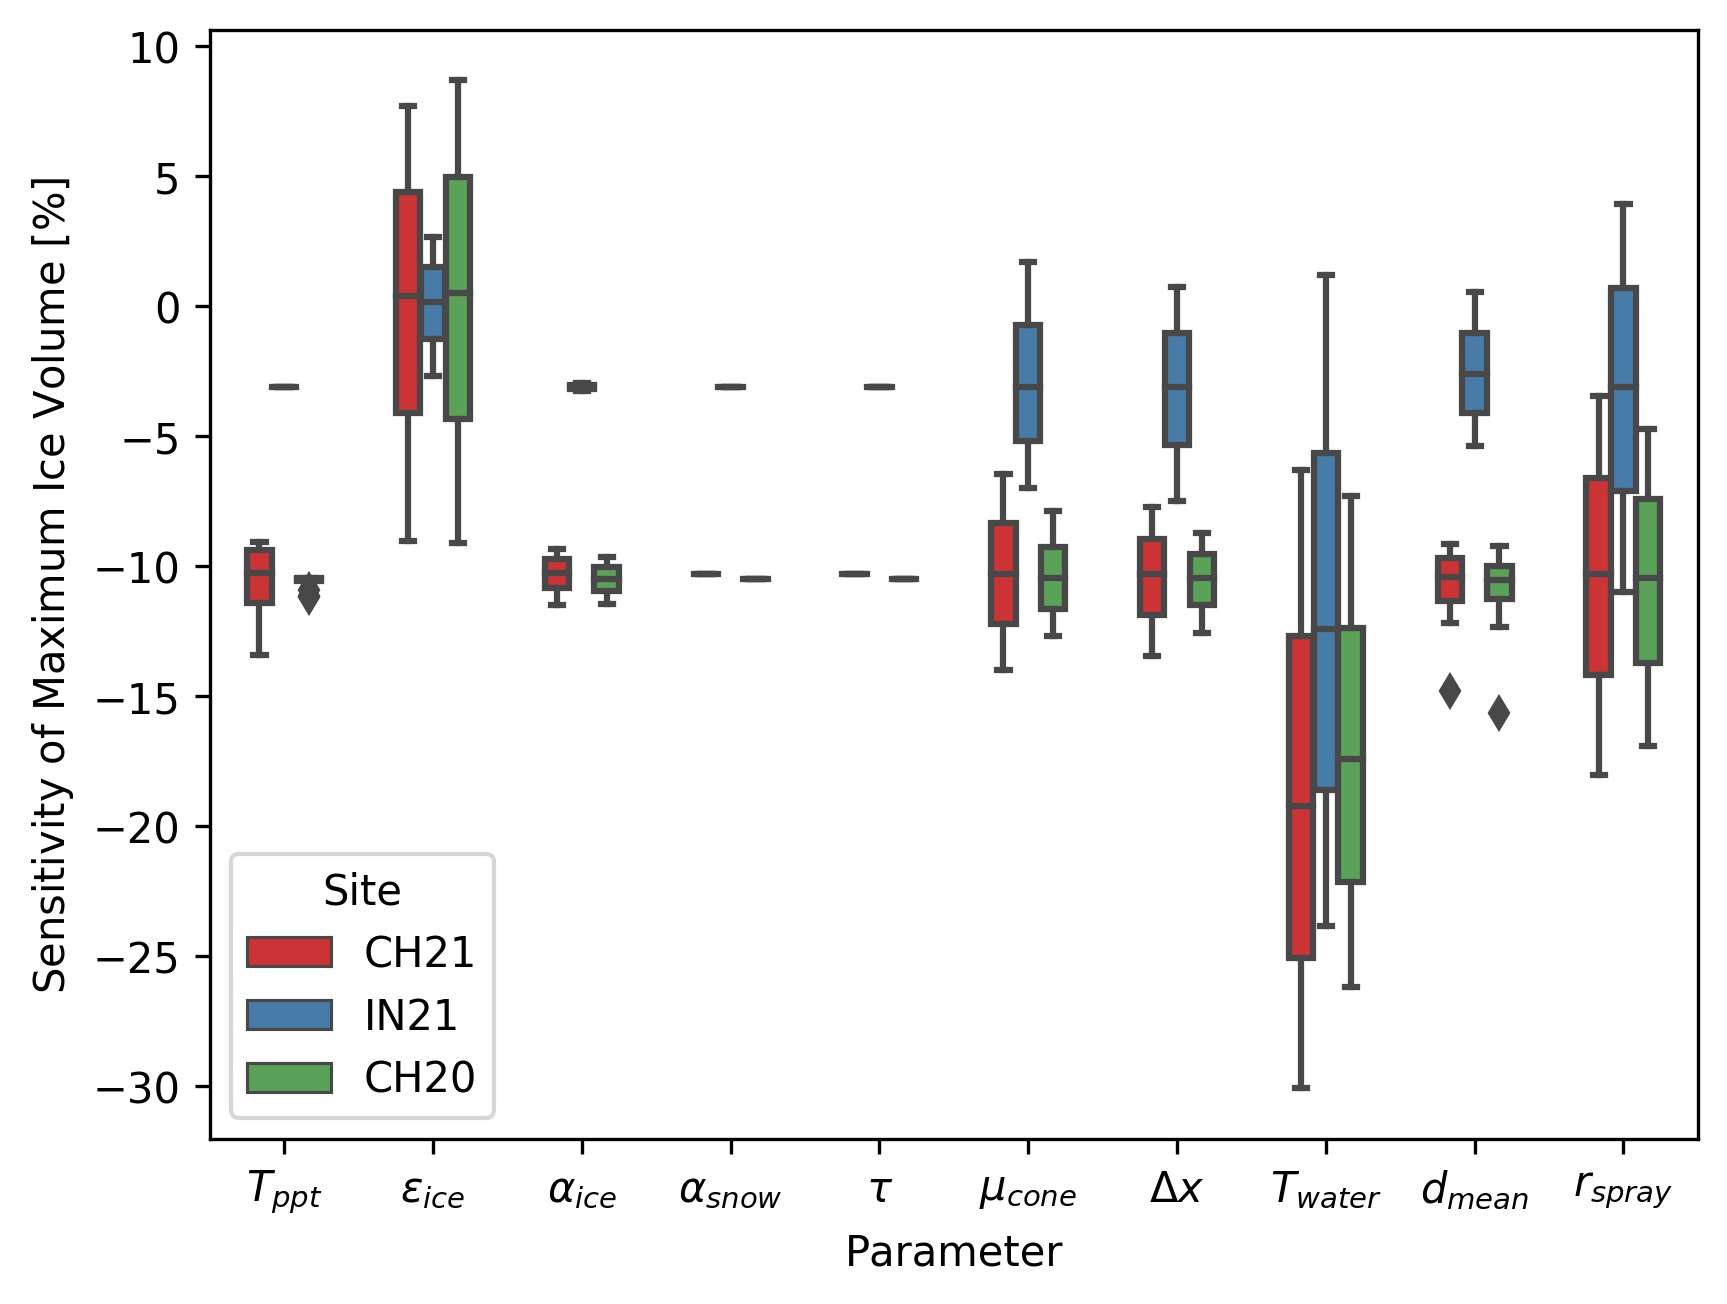 Sensitivity of Maximum Ice Volume [%]
10
5
0
−5
−10
−15
−20
−25
−30
Site
CH21
IN21
CH20
T_ppt ε_ice α_ice α_snow τ μ_cone Δx T_water d_mean r_spray
Parameter